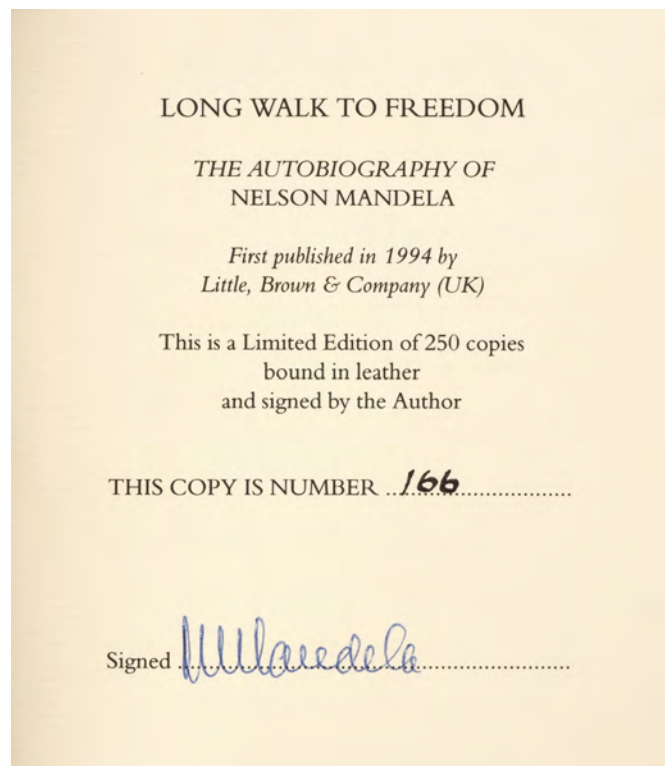 LONG WALK TO FREEDOM
THE AUTOBIOGRAPHY OF
NELSON MANDELA
First published in 1994 by
Little, Brown & Company (UK)
This is a Limited Edition of 250 copies
bound in leather
and signed by the Author
THIS COPY IS NUMBER ..166......................
Signed .NMandela..........................